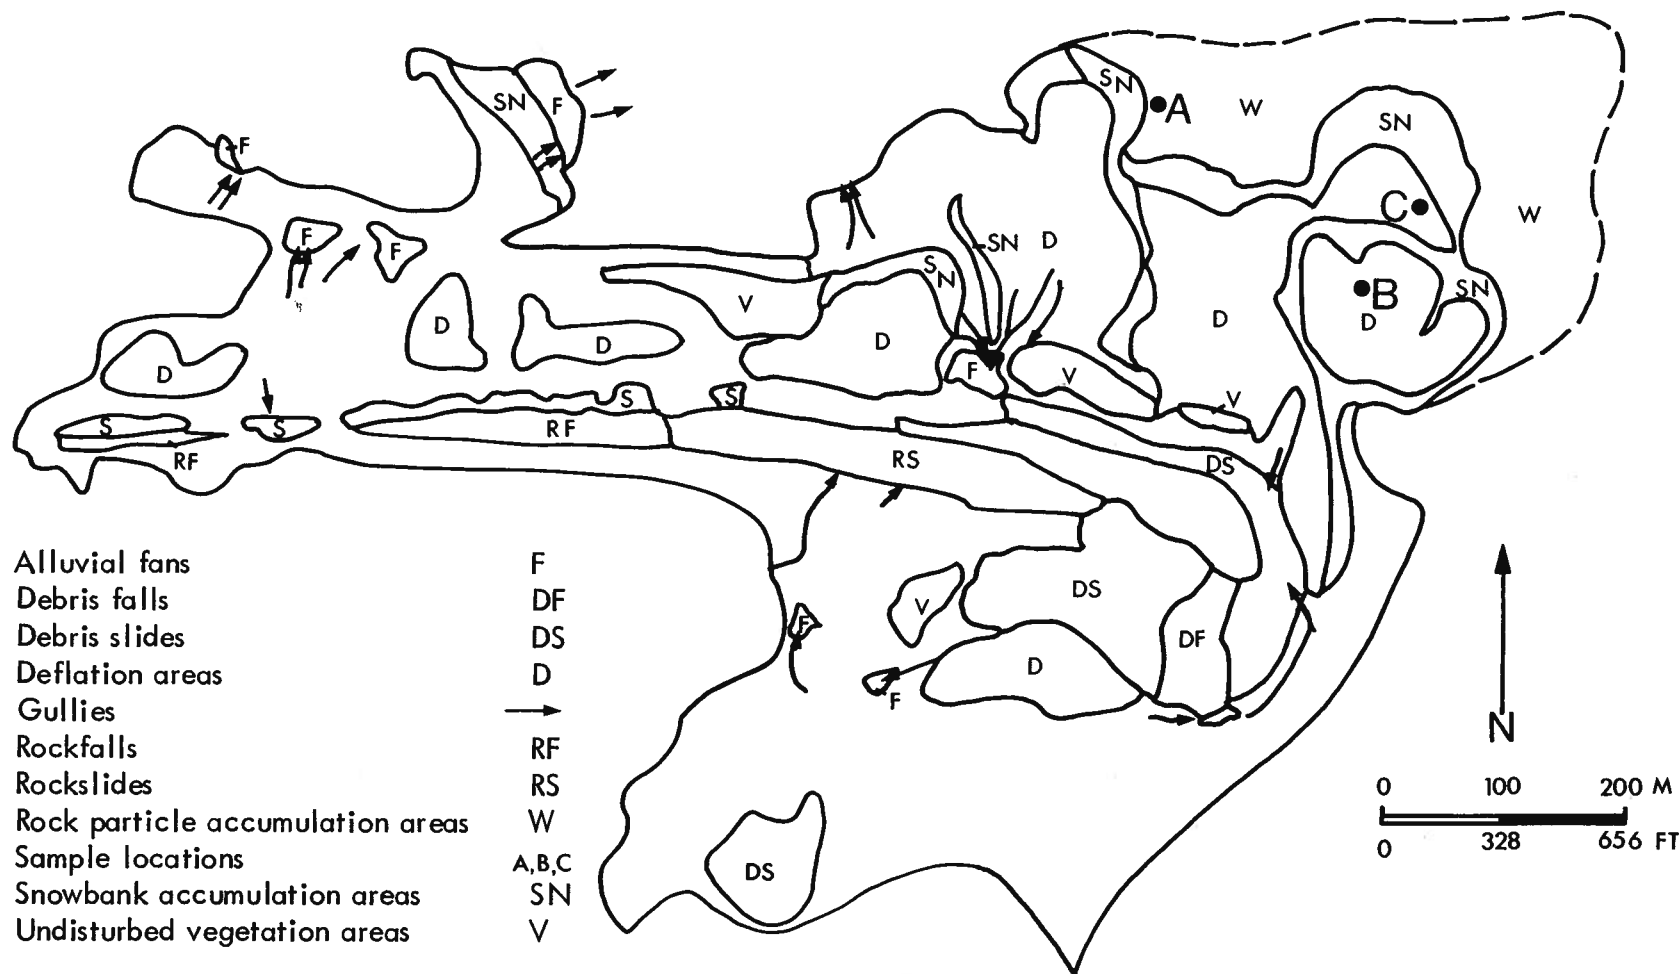 SN
F
SN
A
W
SN
F
C
W
F
F
SN
D
SN
V
D
B
SN
D
D
D
D
D
F
V
V
S
S
S
S
RF
RF
RS
DS
DS
V
F
DF
D
F
DS
Alluvial fans F
Debris falls DF
Debris slides DS
Deflation areas D
Gullies
Rockfalls RF
Rockslides RS
Rock particle accumulation areas W
Sample locations A,B,C
Snowbank accumulation areas SN
Undisturbed vegetation areas V
N
0 100 200 M
0 328 656 FT